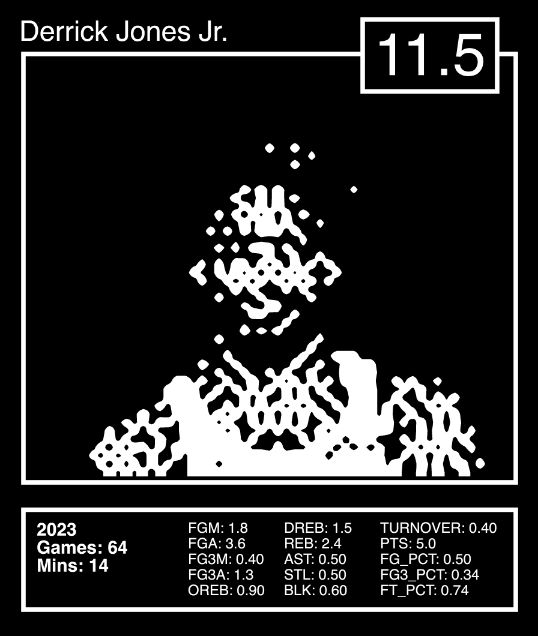 Derrick Jones Jr.
11.5
2023
Games: 64
Mins: 14
FGM: 1.8
FGA: 3.6
FG3M: 0.40
FG3A: 1.3
OREB: 0.90
DREB: 1.5
REB: 2.4
AST: 0.50
STL: 0.50
BLK: 0.60
TURNOVER: 0.40
PTS: 5.0
FG_PCT: 0.50
FG3_PCT: 0.34
FT_PCT: 0.74